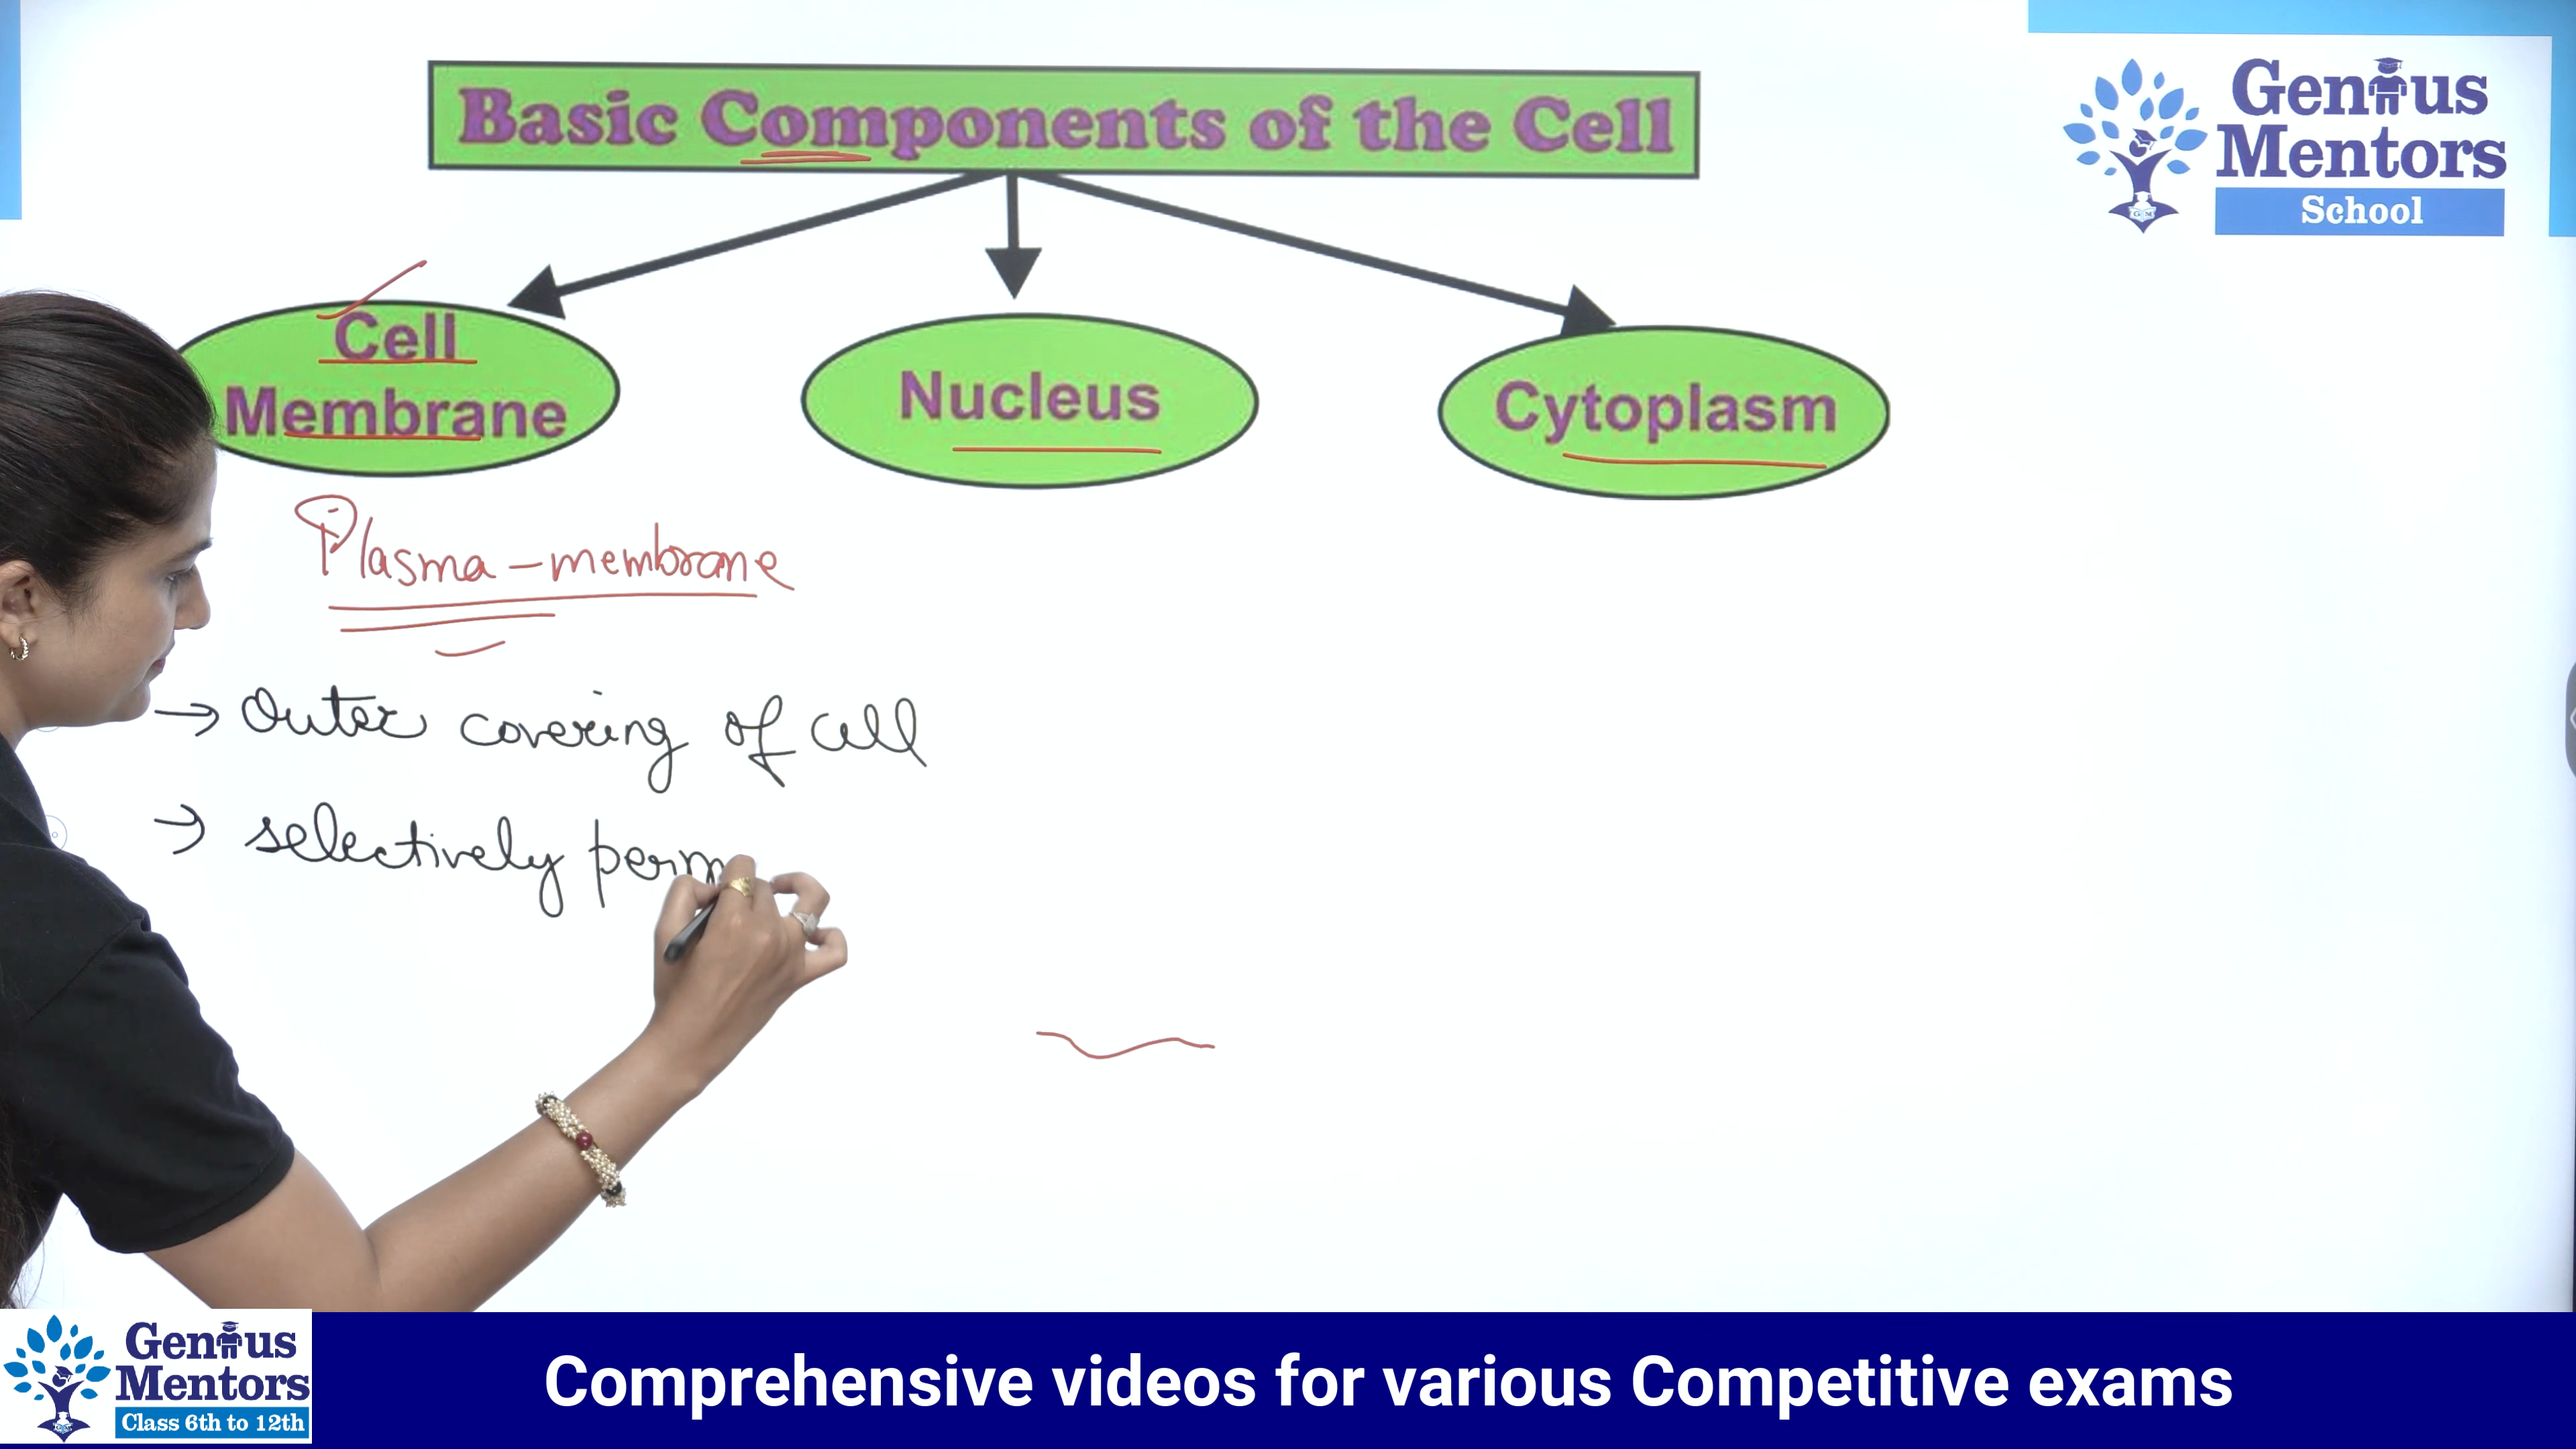 Basic Components of the Cell
Genius
Mentors
School
Cell
Membrane
Nucleus
Cytoplasm
Plasma - membrane
→ Outer covering of cell
→ selectively perm
Genius
Mentors
Class 6th to 12th
Comprehensive videos for various Competitive exams